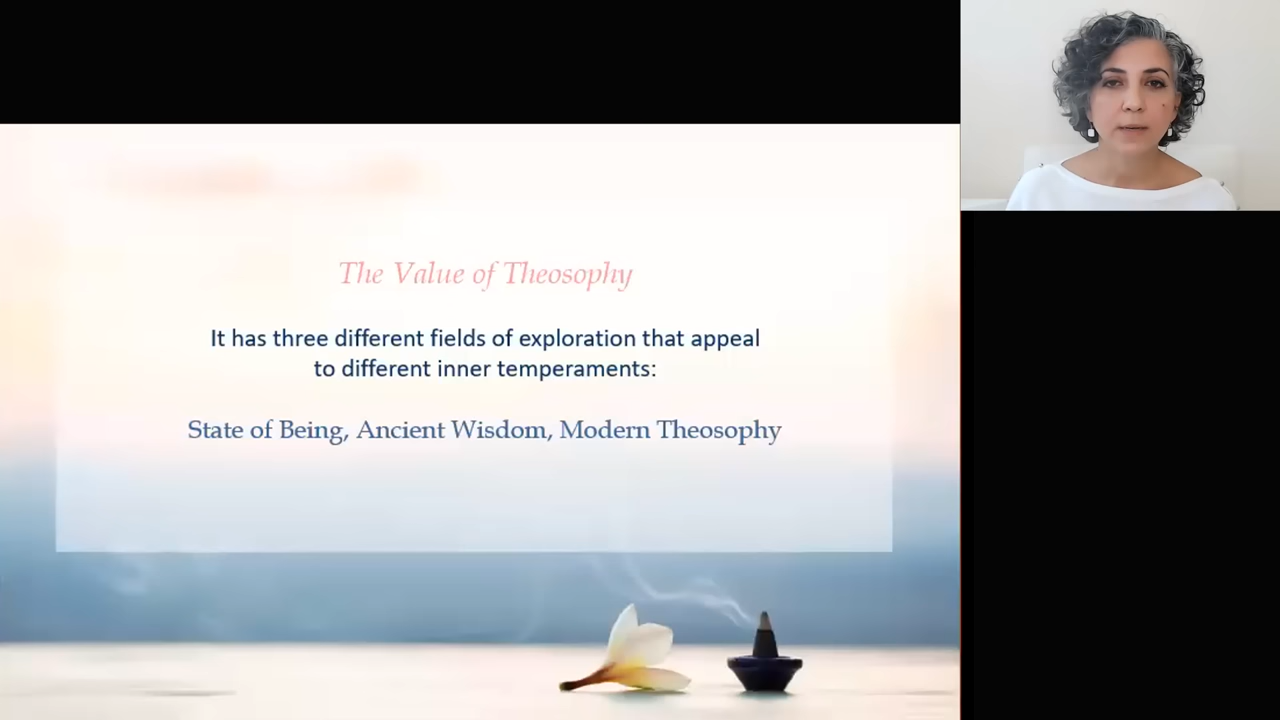 The Value of Theosophy
It has three different fields of exploration that appeal
to different inner temperaments:
State of Being, Ancient Wisdom, Modern Theosophy